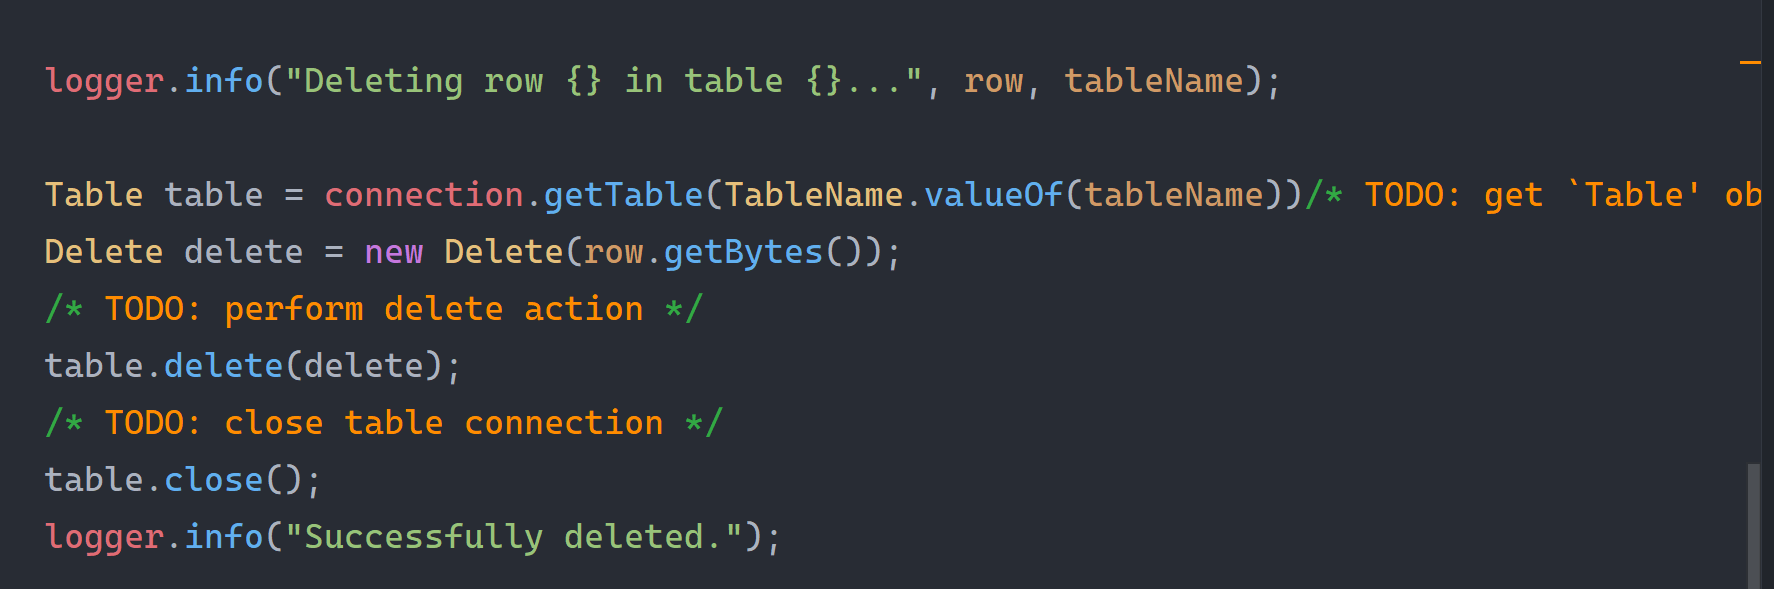 logger.info("Deleting row {} in table {}...", row, tableName);
Table table = connection.getTable(TableName.valueOf(tableName))/* TODO: get `Table' ob
Delete delete = new Delete(row.getBytes());
/* TODO: perform delete action */
table.delete(delete);
/* TODO: close table connection */
table.close();
logger.info("Successfully deleted.");